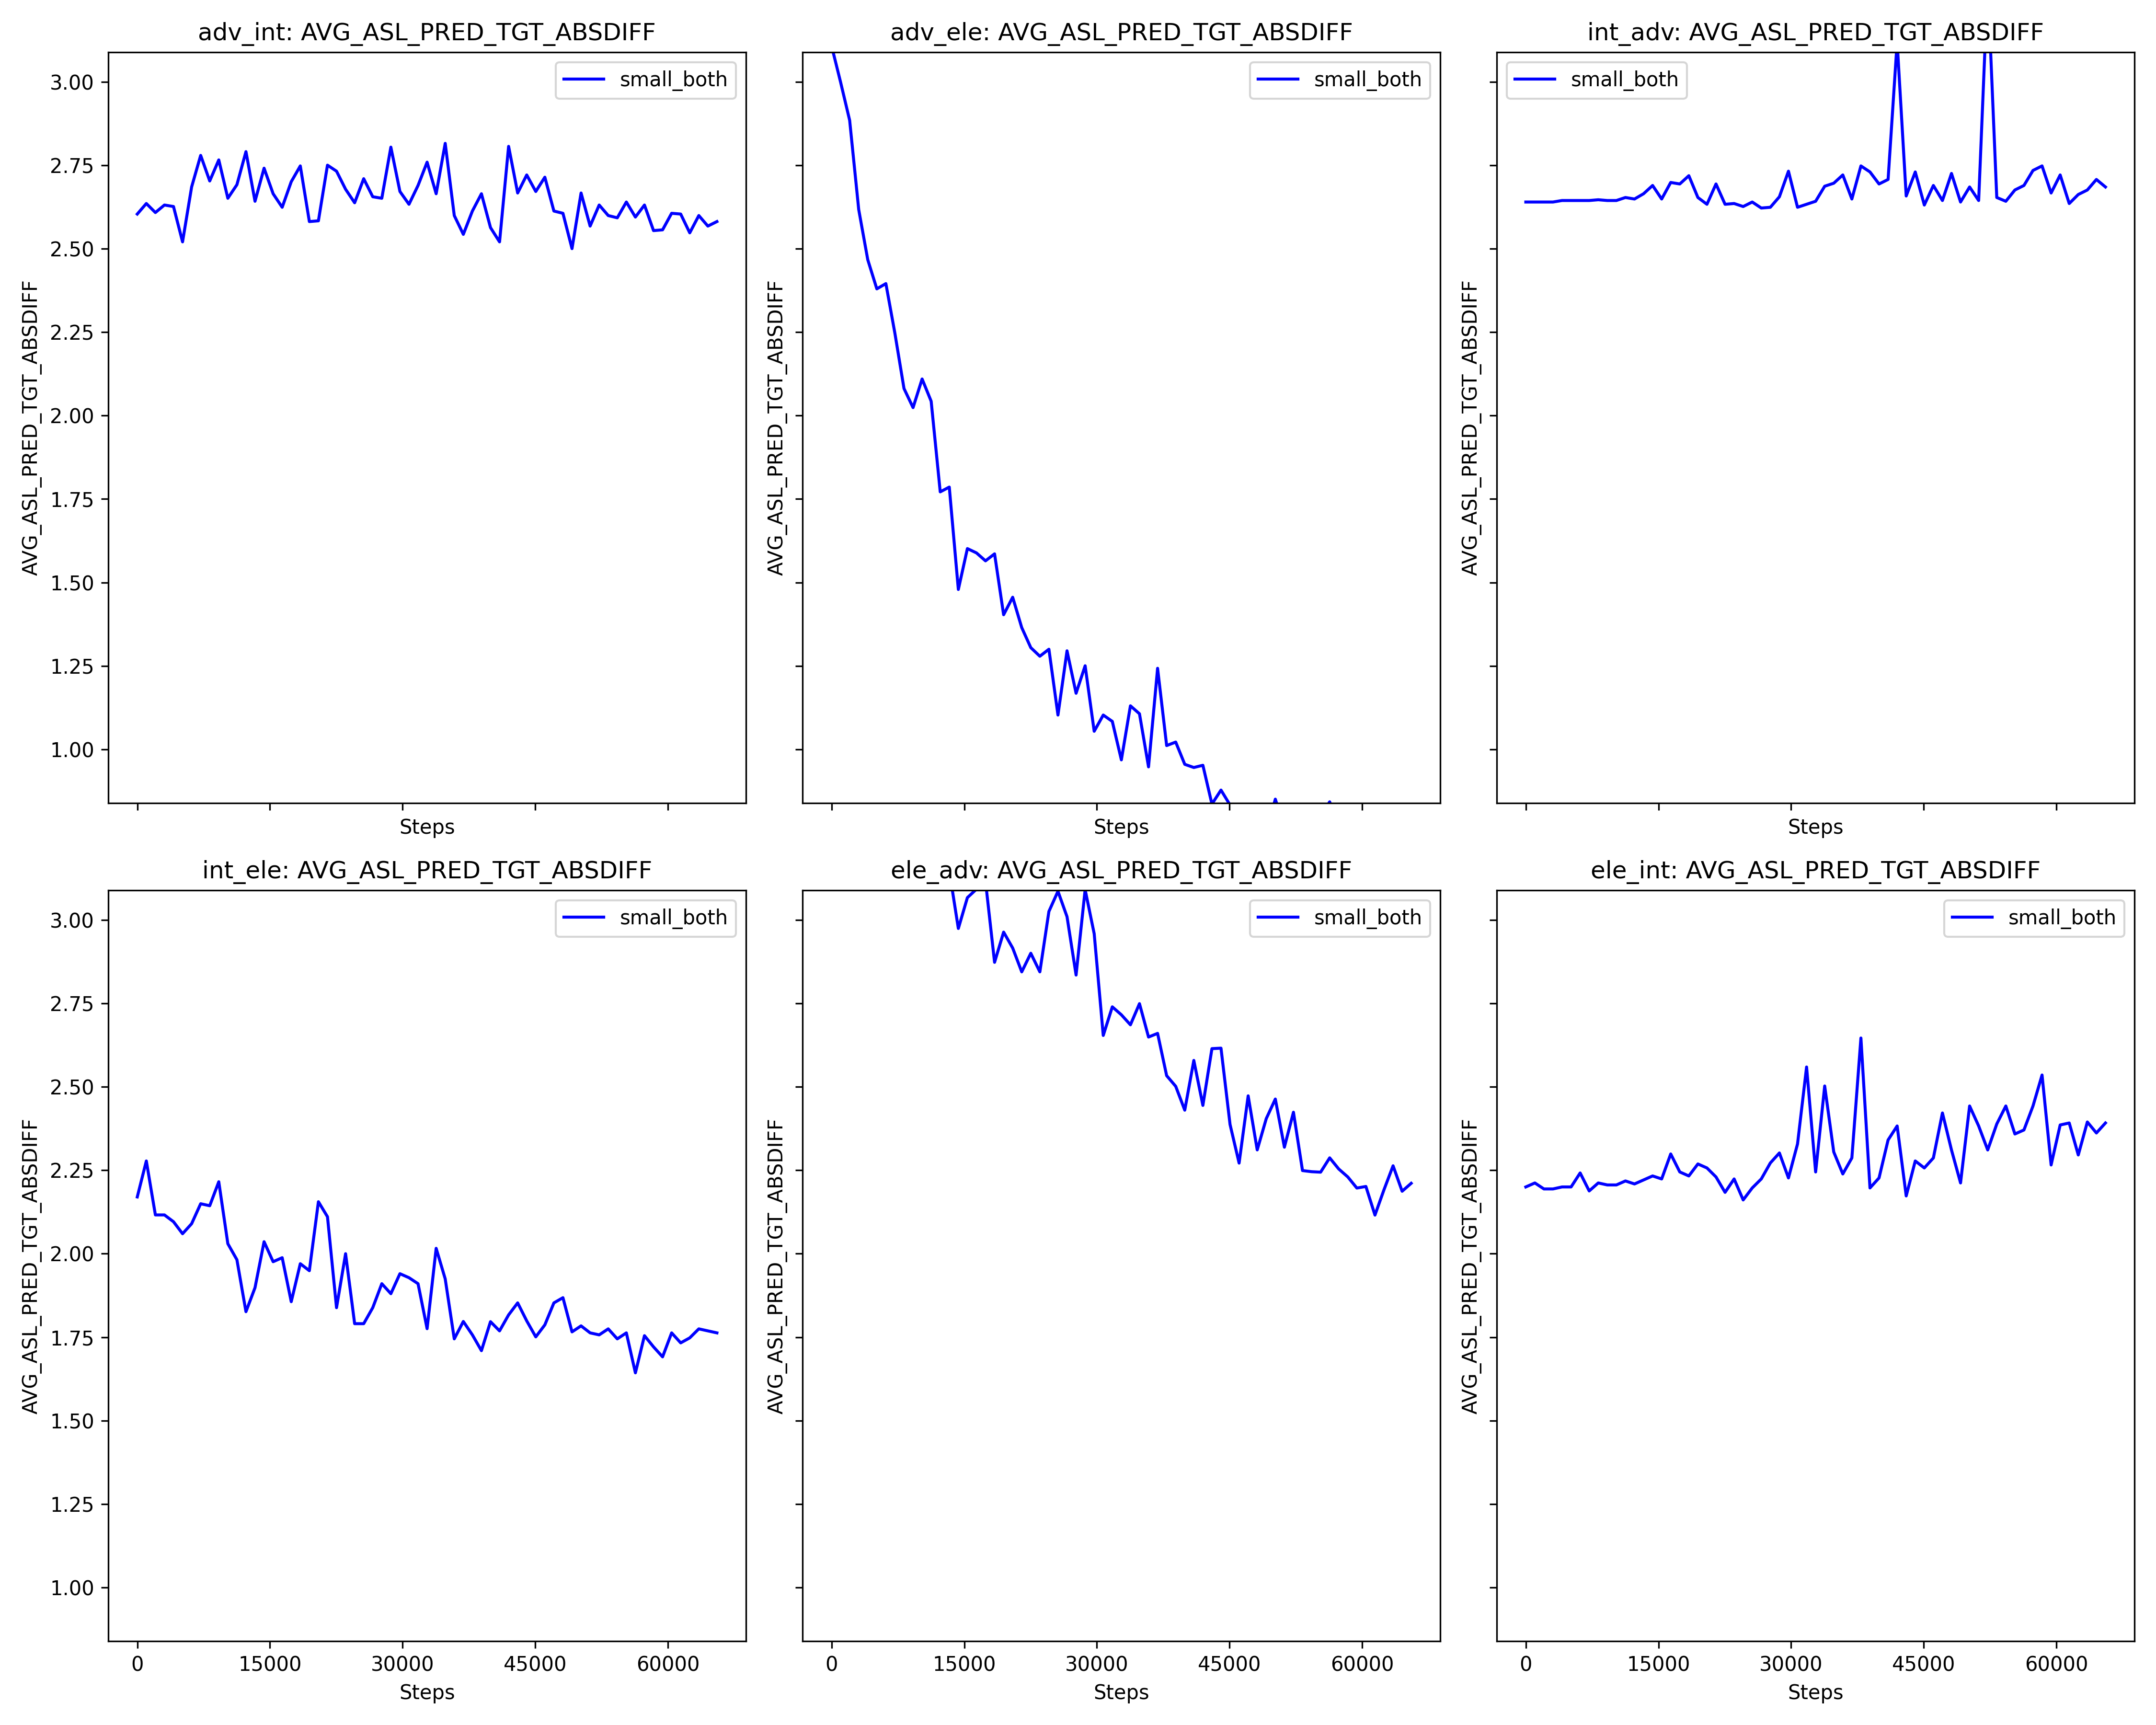 adv_int: AVG_ASL_PRED_TGT_ABSDIFF
adv_ele: AVG_ASL_PRED_TGT_ABSDIFF
int_adv: AVG_ASL_PRED_TGT_ABSDIFF
small_both
small_both
small_both
AVG_ASL_PRED_TGT_ABSDIFF
3.00
2.75
2.50
2.25
2.00
1.75
1.50
1.25
1.00
AVG_ASL_PRED_TGT_ABSDIFF
AVG_ASL_PRED_TGT_ABSDIFF
Steps
Steps
Steps
int_ele: AVG_ASL_PRED_TGT_ABSDIFF
ele_adv: AVG_ASL_PRED_TGT_ABSDIFF
ele_int: AVG_ASL_PRED_TGT_ABSDIFF
small_both
small_both
small_both
AVG_ASL_PRED_TGT_ABSDIFF
3.00
2.75
2.50
2.25
2.00
1.75
1.50
1.25
1.00
AVG_ASL_PRED_TGT_ABSDIFF
AVG_ASL_PRED_TGT_ABSDIFF
0 15000 30000 45000 60000
0 15000 30000 45000 60000
0 15000 30000 45000 60000
Steps
Steps
Steps